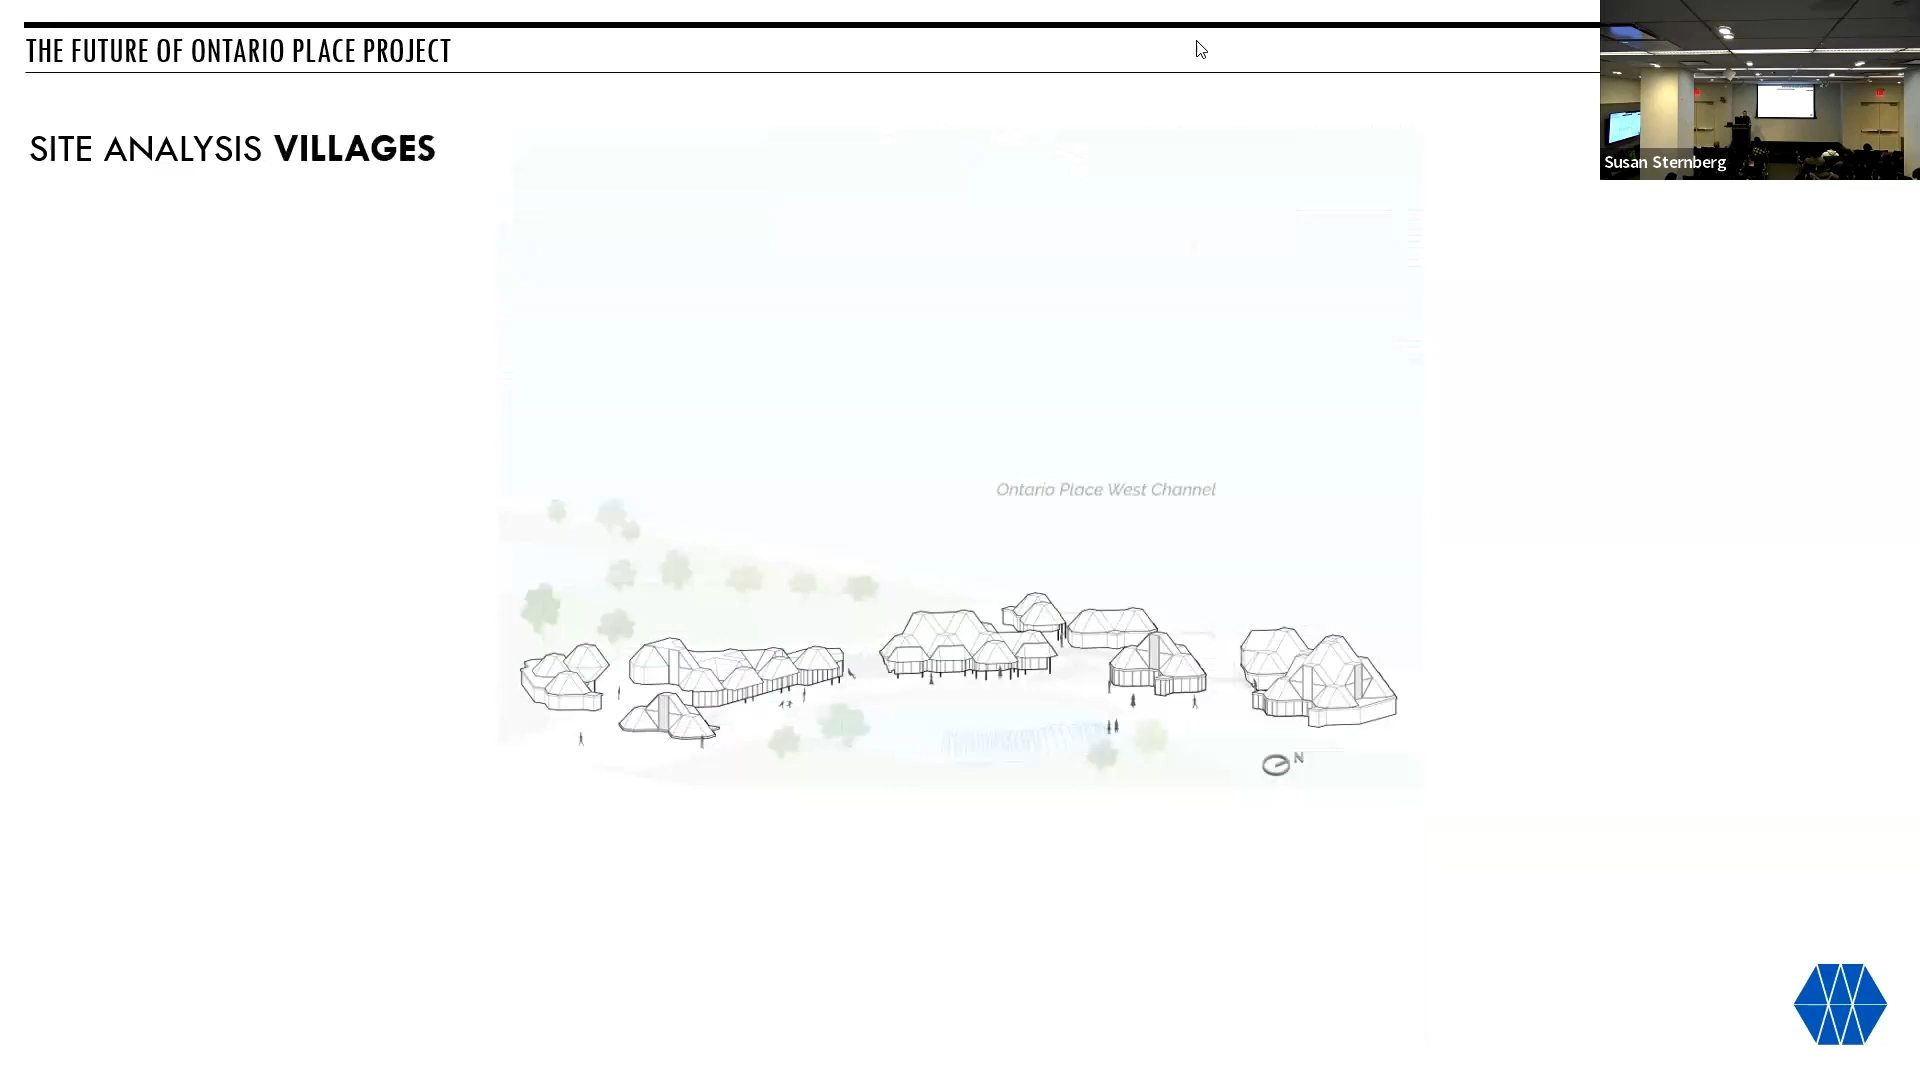 THE FUTURE OF ONTARIO PLACE PROJECT
SITE ANALYSIS VILLAGES
Susan Sternberg
Ontario Place West Channel
N